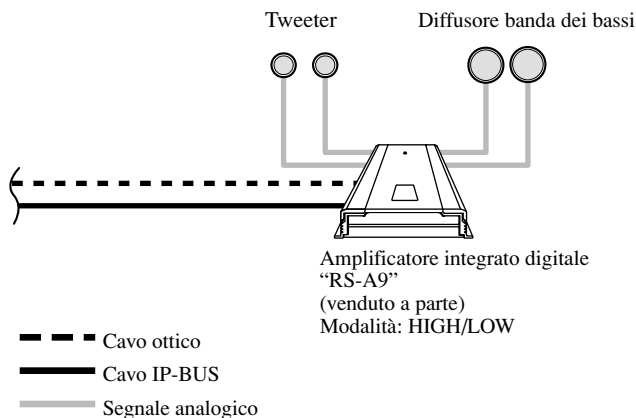 Tweeter
Diffusore banda dei bassi
Amplificatore integrato digitale
“RS-A9”
(venduto a parte)
Modalità: HIGH/LOW
Cavo ottico
Cavo IP-BUS
Segnale analogico